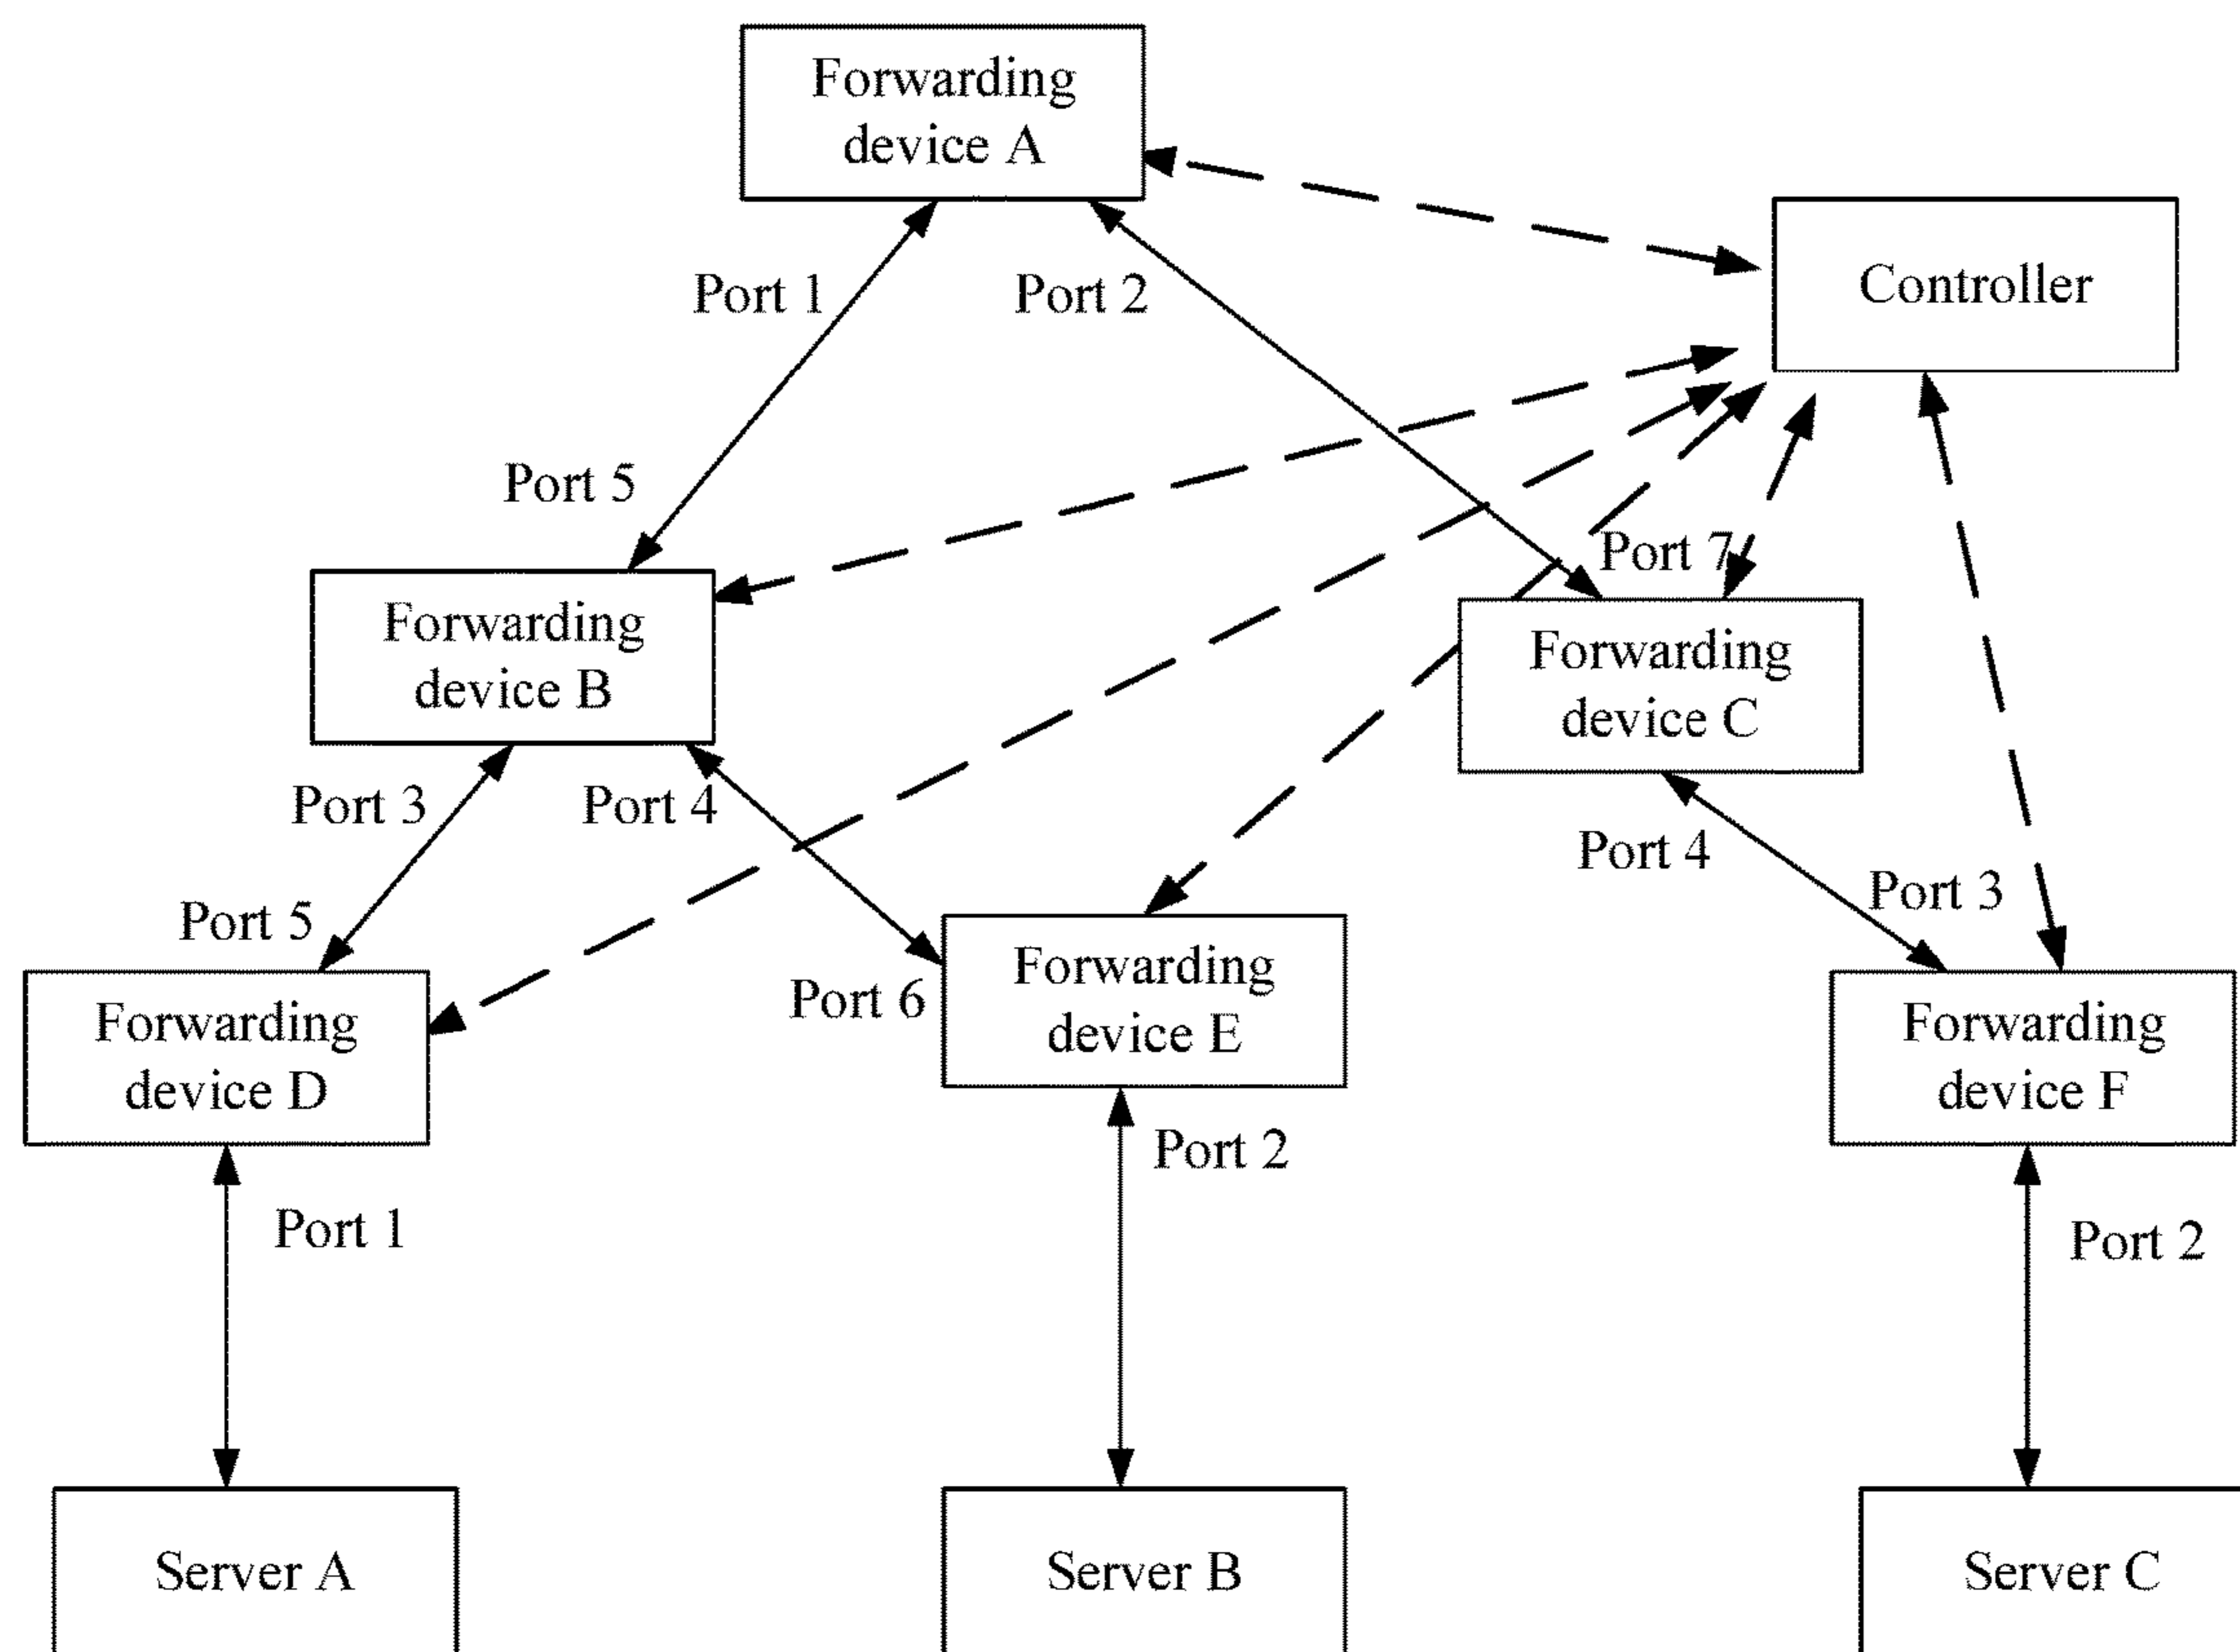 Forwarding
device A
Controller
Port 1
Port 2
Port 5
Port 7
Forwarding
device B
Forwarding
device C
Port 3
Port 4
Port 4
Port 3
Port 5
Port 6
Forwarding
device D
Forwarding
device E
Forwarding
device F
Port 1
Port 2
Port 2
Server A
Server B
Server C